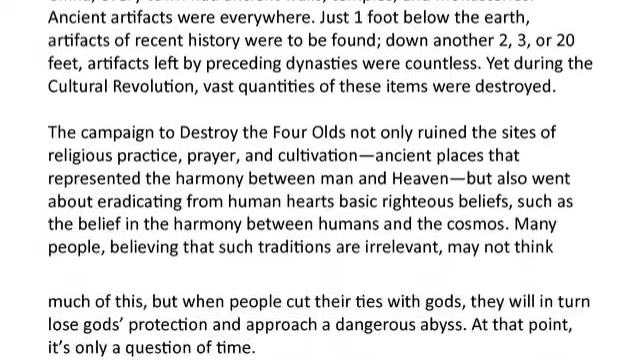 Ancient artifacts were everywhere. Just 1 foot below the earth,
artifacts of recent history were to be found; down another 2, 3, or 20
feet, artifacts left by preceding dynasties were countless. Yet during the
Cultural Revolution, vast quantities of these items were destroyed.
The campaign to Destroy the Four Olds not only ruined the sites of
religious practice, prayer, and cultivation—ancient places that
represented the harmony between man and Heaven—but also went
about eradicating from human hearts basic righteous beliefs, such as
the belief in the harmony between humans and the cosmos. Many
people, believing that such traditions are irrelevant, may not think
much of this, but when people cut their ties with gods, they will in turn
lose gods’ protection and approach a dangerous abyss. At that point,
it’s only a question of time.